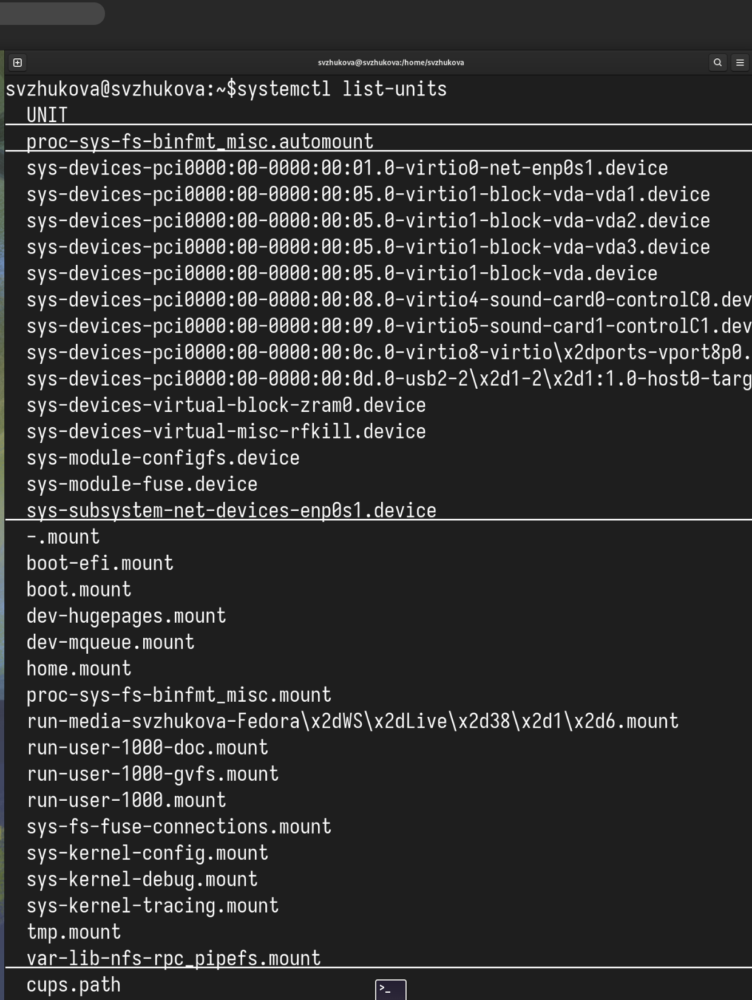 svzhukova@svzhukova:/home/svzhukova
svzhukova@svzhukova:~$systemctl list-units
UNIT
proc-sys-fs-binfmt_misc.automount
sys-devices-pci0000:00-0000:00:01.0-virtio0-net-enp0s1.device
sys-devices-pci0000:00-0000:00:05.0-virtio1-block-vda-vda1.device
sys-devices-pci0000:00-0000:00:05.0-virtio1-block-vda-vda2.device
sys-devices-pci0000:00-0000:00:05.0-virtio1-block-vda-vda3.device
sys-devices-pci0000:00-0000:00:05.0-virtio1-block-vda.device
sys-devices-pci0000:00-0000:00:08.0-virtio4-sound-card0-controlC0.dev
sys-devices-pci0000:00-0000:00:09.0-virtio5-sound-card1-controlC1.dev
sys-devices-pci0000:00-0000:00:0c.0-virtio8-virtio\x2dports-vport8p0.
sys-devices-pci0000:00-0000:00:0d.0-usb2-2\x2d1-2\x2d1:1.0-host0-targ
sys-devices-virtual-block-zram0.device
sys-devices-virtual-misc-rfkill.device
sys-module-configfs.device
sys-module-fuse.device
sys-subsystem-net-devices-enp0s1.device
-.mount
boot-efi.mount
boot.mount
dev-hugepages.mount
dev-mqueue.mount
home.mount
proc-sys-fs-binfmt_misc.mount
run-media-svzhukova-Fedora\x2dWS\x2dLive\x2d38\x2d1\x2d6.mount
run-user-1000-doc.mount
run-user-1000-gvfs.mount
run-user-1000.mount
sys-fs-fuse-connections.mount
sys-kernel-config.mount
sys-kernel-debug.mount
sys-kernel-tracing.mount
tmp.mount
var-lib-nfs-rpc_pipefs.mount
cups.path
>_